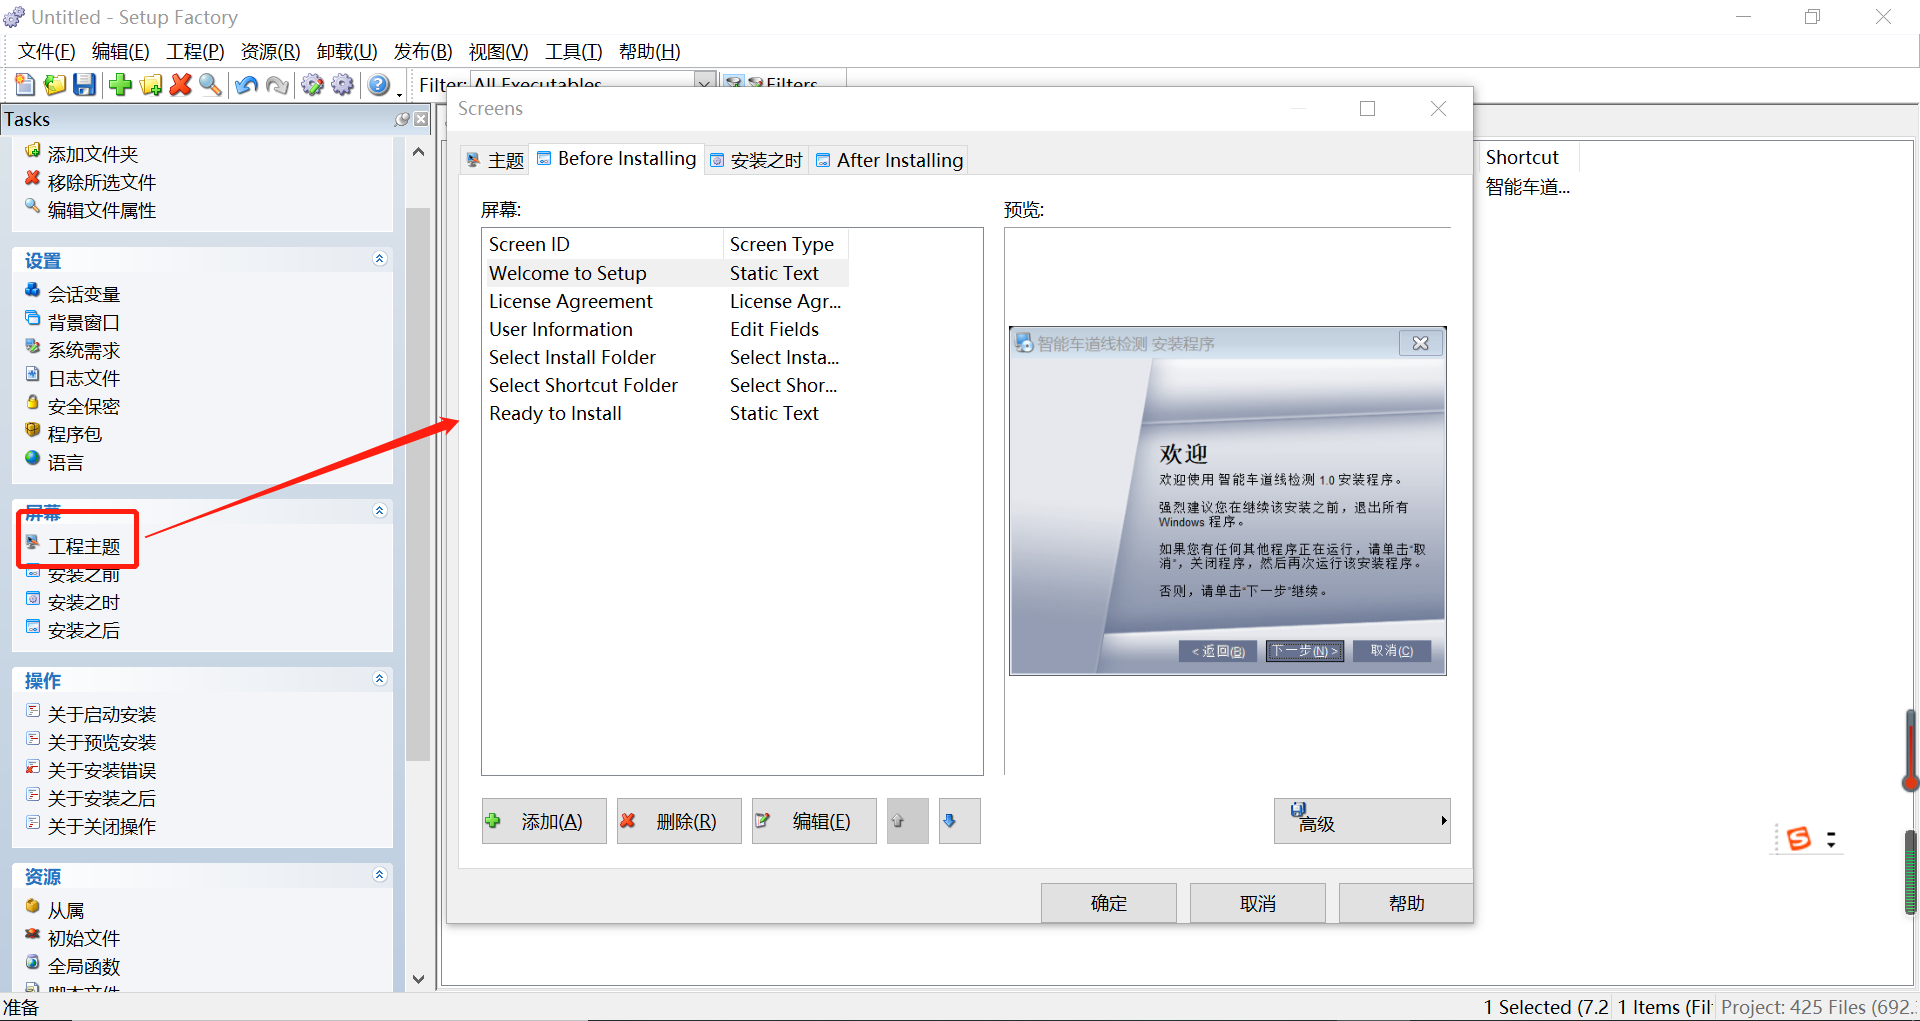 Untitled - Setup Factory
文件(F) 编辑(E) 工程(P) 资源(R) 卸载(U) 发布(B) 视图(V) 工具(T) 帮助(H)
Filter: All Executables Filters
Tasks
添加文件夹
移除所选文件
编辑文件属性
设置
会话变量
背景窗口
系统需求
日志文件
安全保密
程序包
语言
屏幕
工程主题
安装之前
安装之时
安装之后
操作
关于启动安装
关于预览安装
关于安装错误
关于安装之后
关于关闭操作
资源
从属
初始文件
全局函数
脚本文件
Screens
主题 Before Installing 安装之时 After Installing
屏幕:
Screen ID Screen Type
Welcome to Setup Static Text
License Agreement License Agr...
User Information Edit Fields
Select Install Folder Select Insta...
Select Shortcut Folder Select Shor...
Ready to Install Static Text
添加(A) 删除(R) 编辑(E)
预览:
智能车道线检测 安装程序
欢迎
欢迎使用 智能车道线检测 1.0 安装程序。
强烈建议您在继续该安装之前，退出所有
Windows 程序。
如果您有任何其他程序正在运行，请单击“取
消”，关闭程序，然后再次运行该安装程序。
否则，请单击“下一步”继续。
< 返回(B) 下一步(N) > 取消(C)
高级
确定 取消 帮助
Shortcut
智能车道...
准备
1 Selected (7.2 1 Items (Fil Project: 425 Files (692.